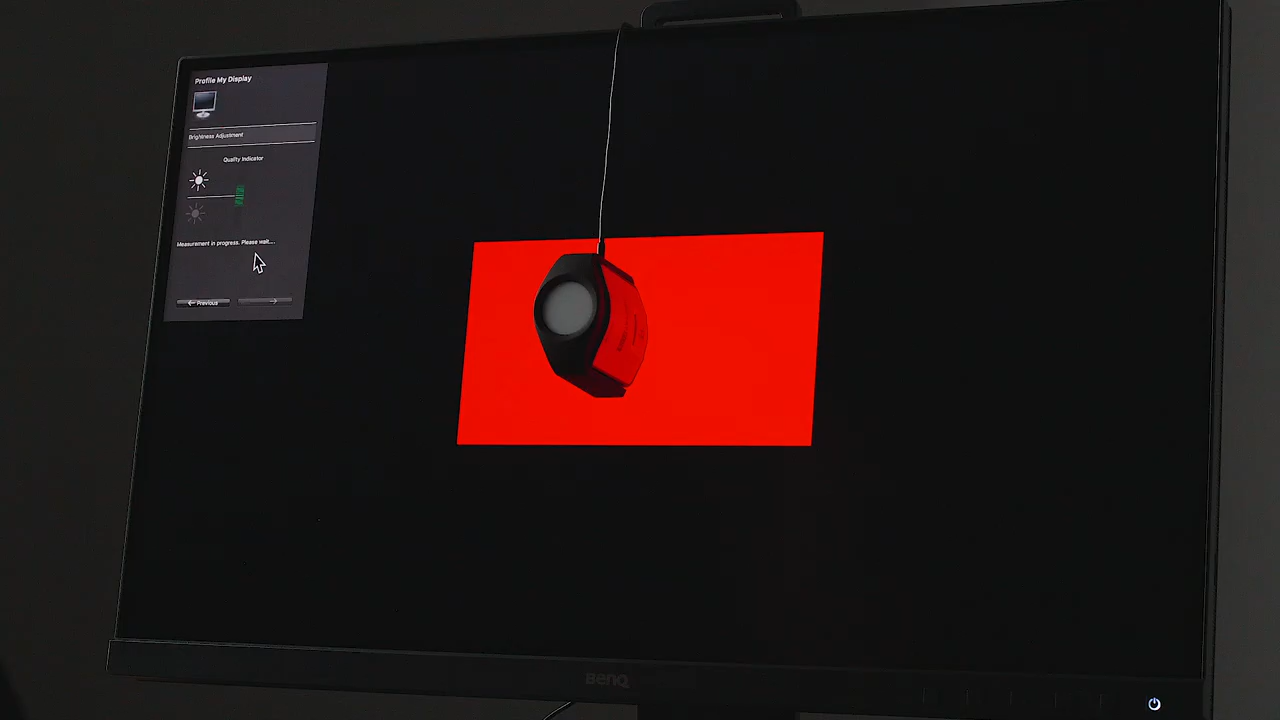 Profile My Display
Brightness Adjustment
Quality Indicator
Measurement in progress. Please wait...
Previous
BenQ